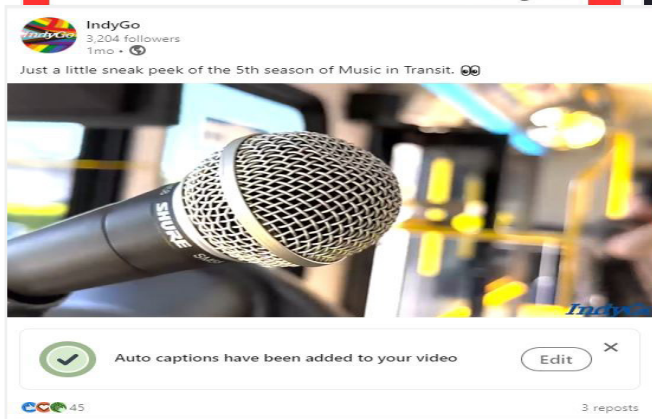 IndyGo
IndyGo
3,204 followers
1mo •
Just a little sneak peek of the 5th season of Music in Transit. 👀
SHURE
IndyGo
Auto captions have been added to your video
Edit
45
3 reposts